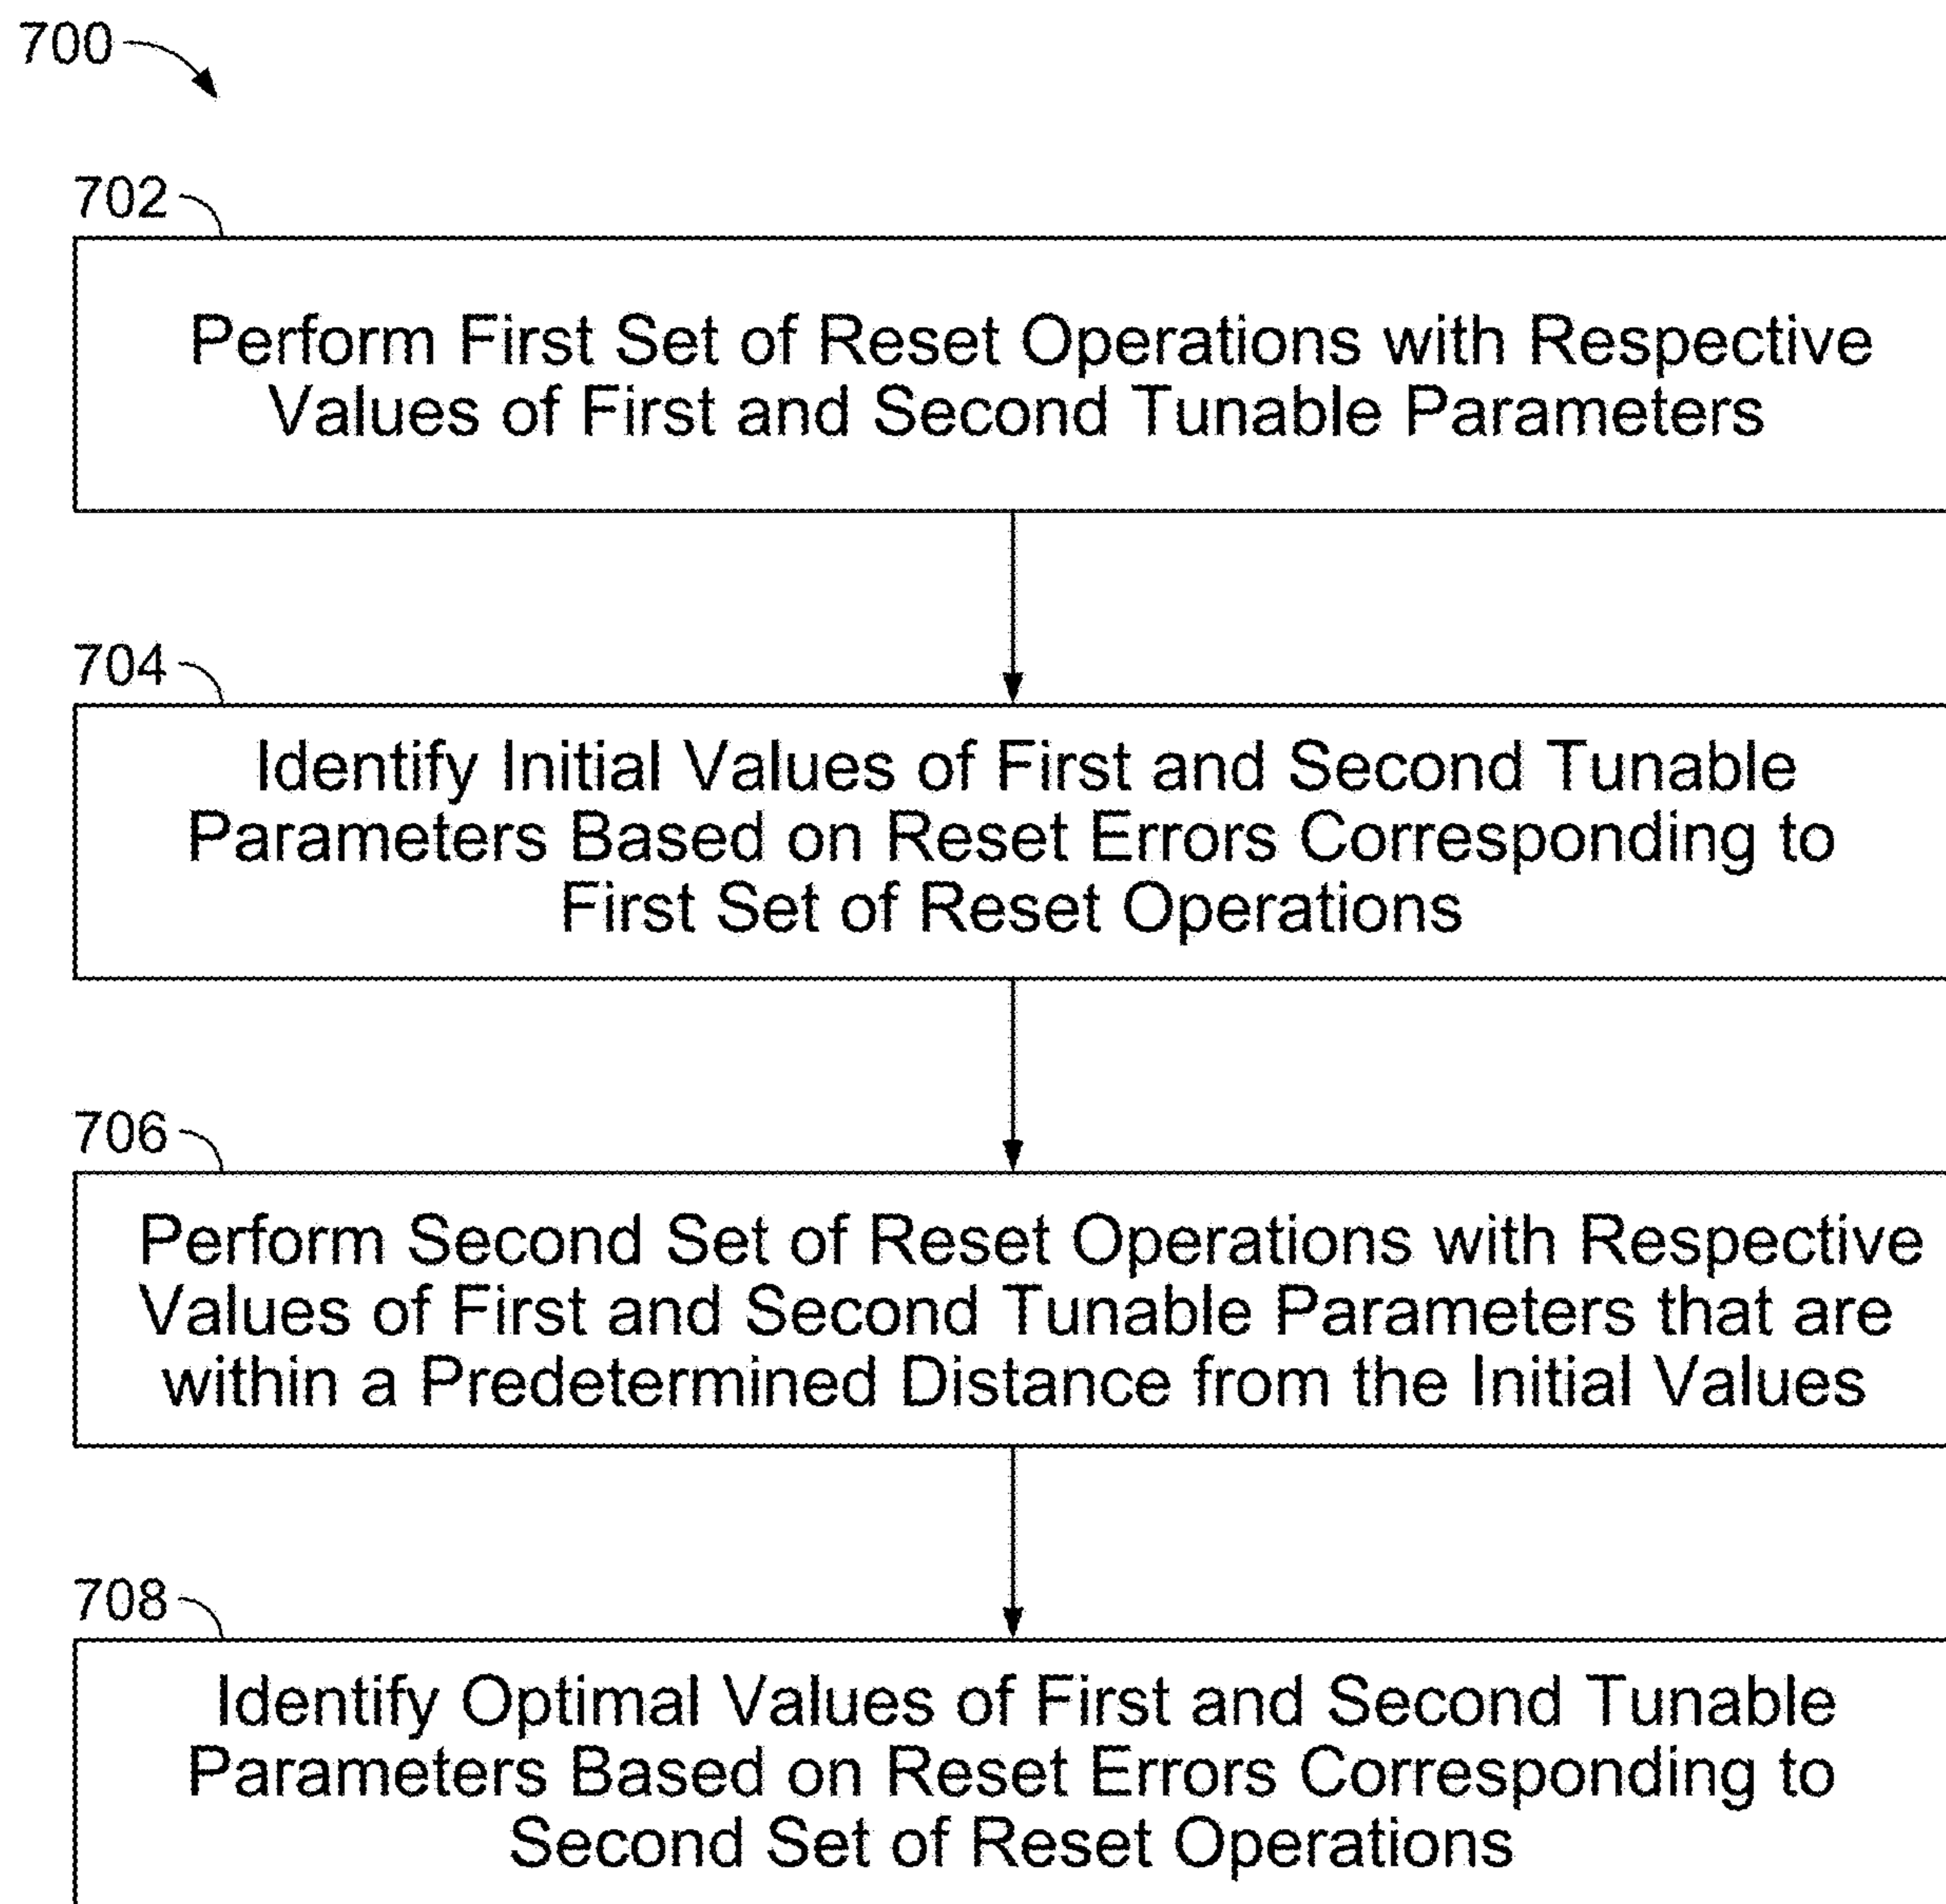 700
702
Perform First Set of Reset Operations with Respective
Values of First and Second Tunable Parameters
704
Identify Initial Values of First and Second Tunable
Parameters Based on Reset Errors Corresponding to
First Set of Reset Operations
706
Perform Second Set of Reset Operations with Respective
Values of First and Second Tunable Parameters that are
within a Predetermined Distance from the Initial Values
708
Identify Optimal Values of First and Second Tunable
Parameters Based on Reset Errors Corresponding to
Second Set of Reset Operations